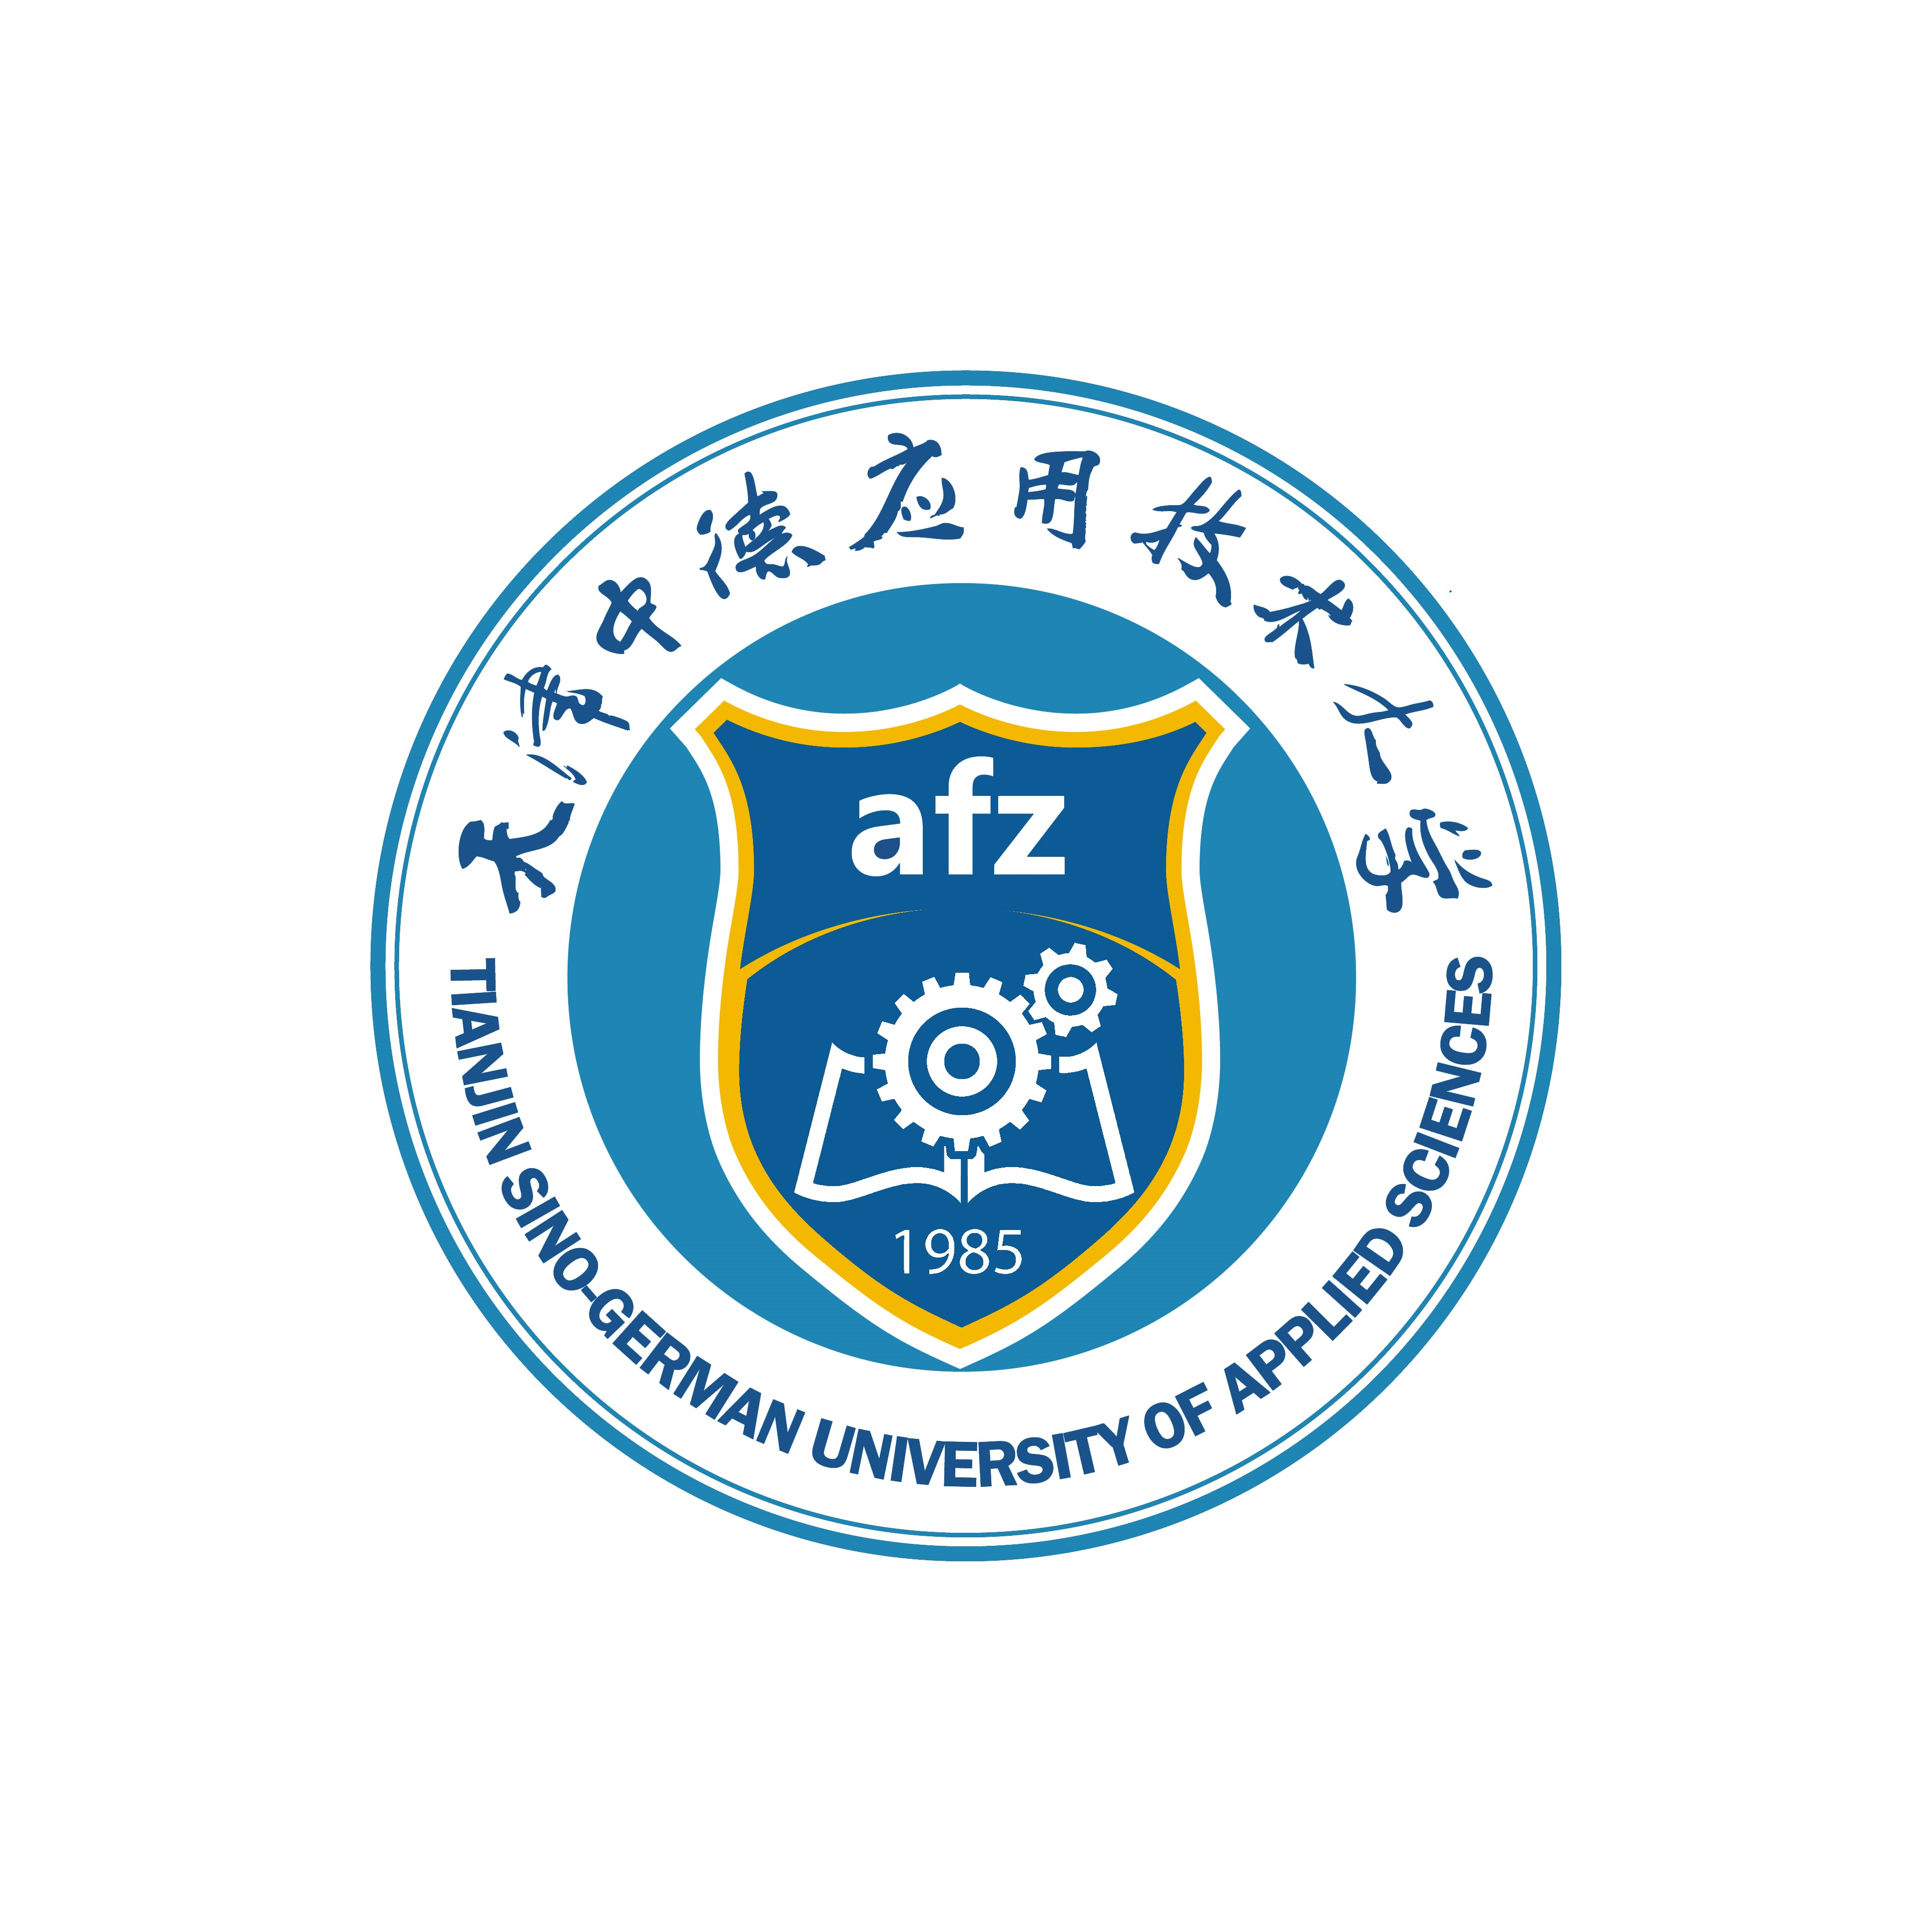 天津中德应用技术大学
afz
1985
TIANJIN SINO-GERMAN UNIVERSITY OF APPLIED SCIENCES